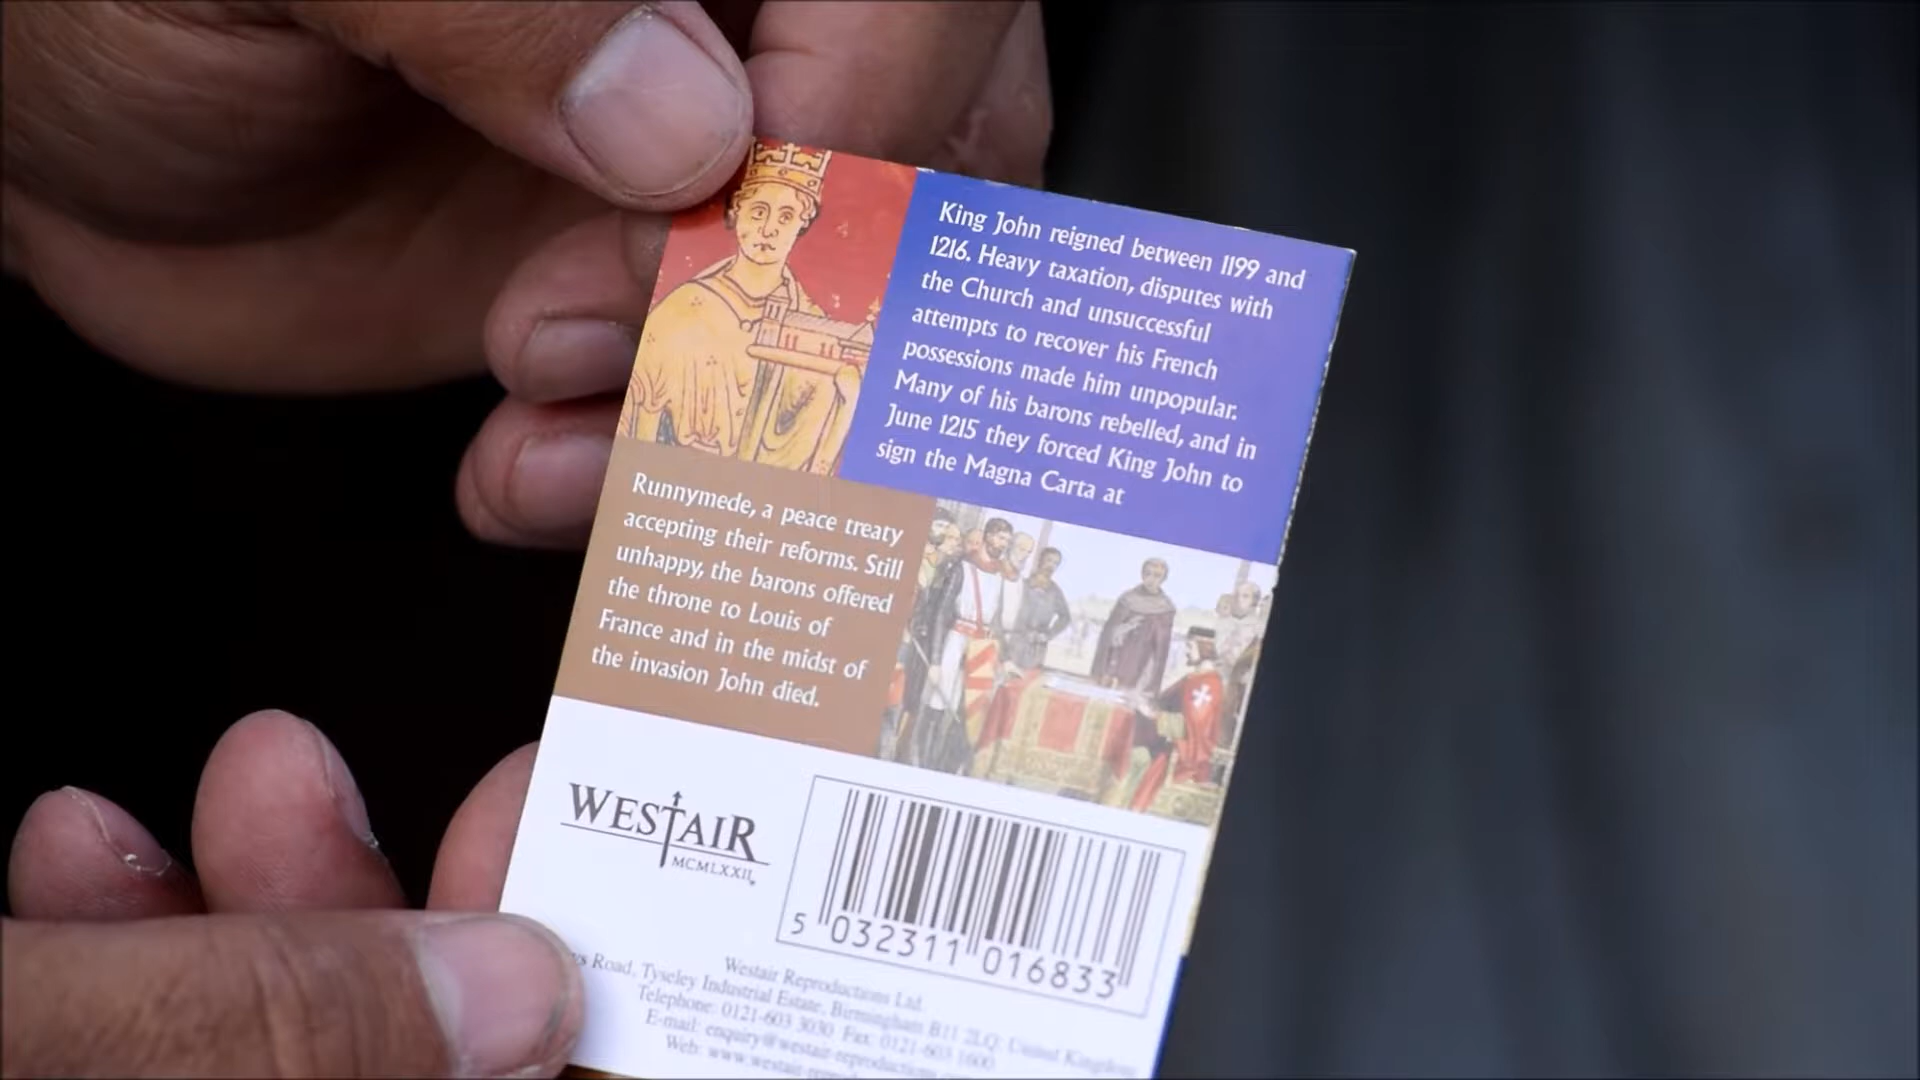 King John reigned between 1199 and
1216. Heavy taxation, disputes with
the Church and unsuccessful
attempts to recover his French
possessions made him unpopular.
Many of his barons rebelled, and in
June 1215 they forced King John to
sign the Magna Carta at
Runnymede, a peace treaty
accepting their reforms. Still
unhappy, the barons offered
the throne to Louis of
France and in the midst of
the invasion John died.
WESTAIR
MCMLXXII
5 032311 016833
Westair Reproductions Ltd.
Road, Tyseley Industrial Estate, Birmingham B11 2LQ. United Kingdom
Telephone: 0121-603 3030 Fax: 0121-603 1600
E-mail: enquiry@westair-reproductions
Web: www.westair-reprod